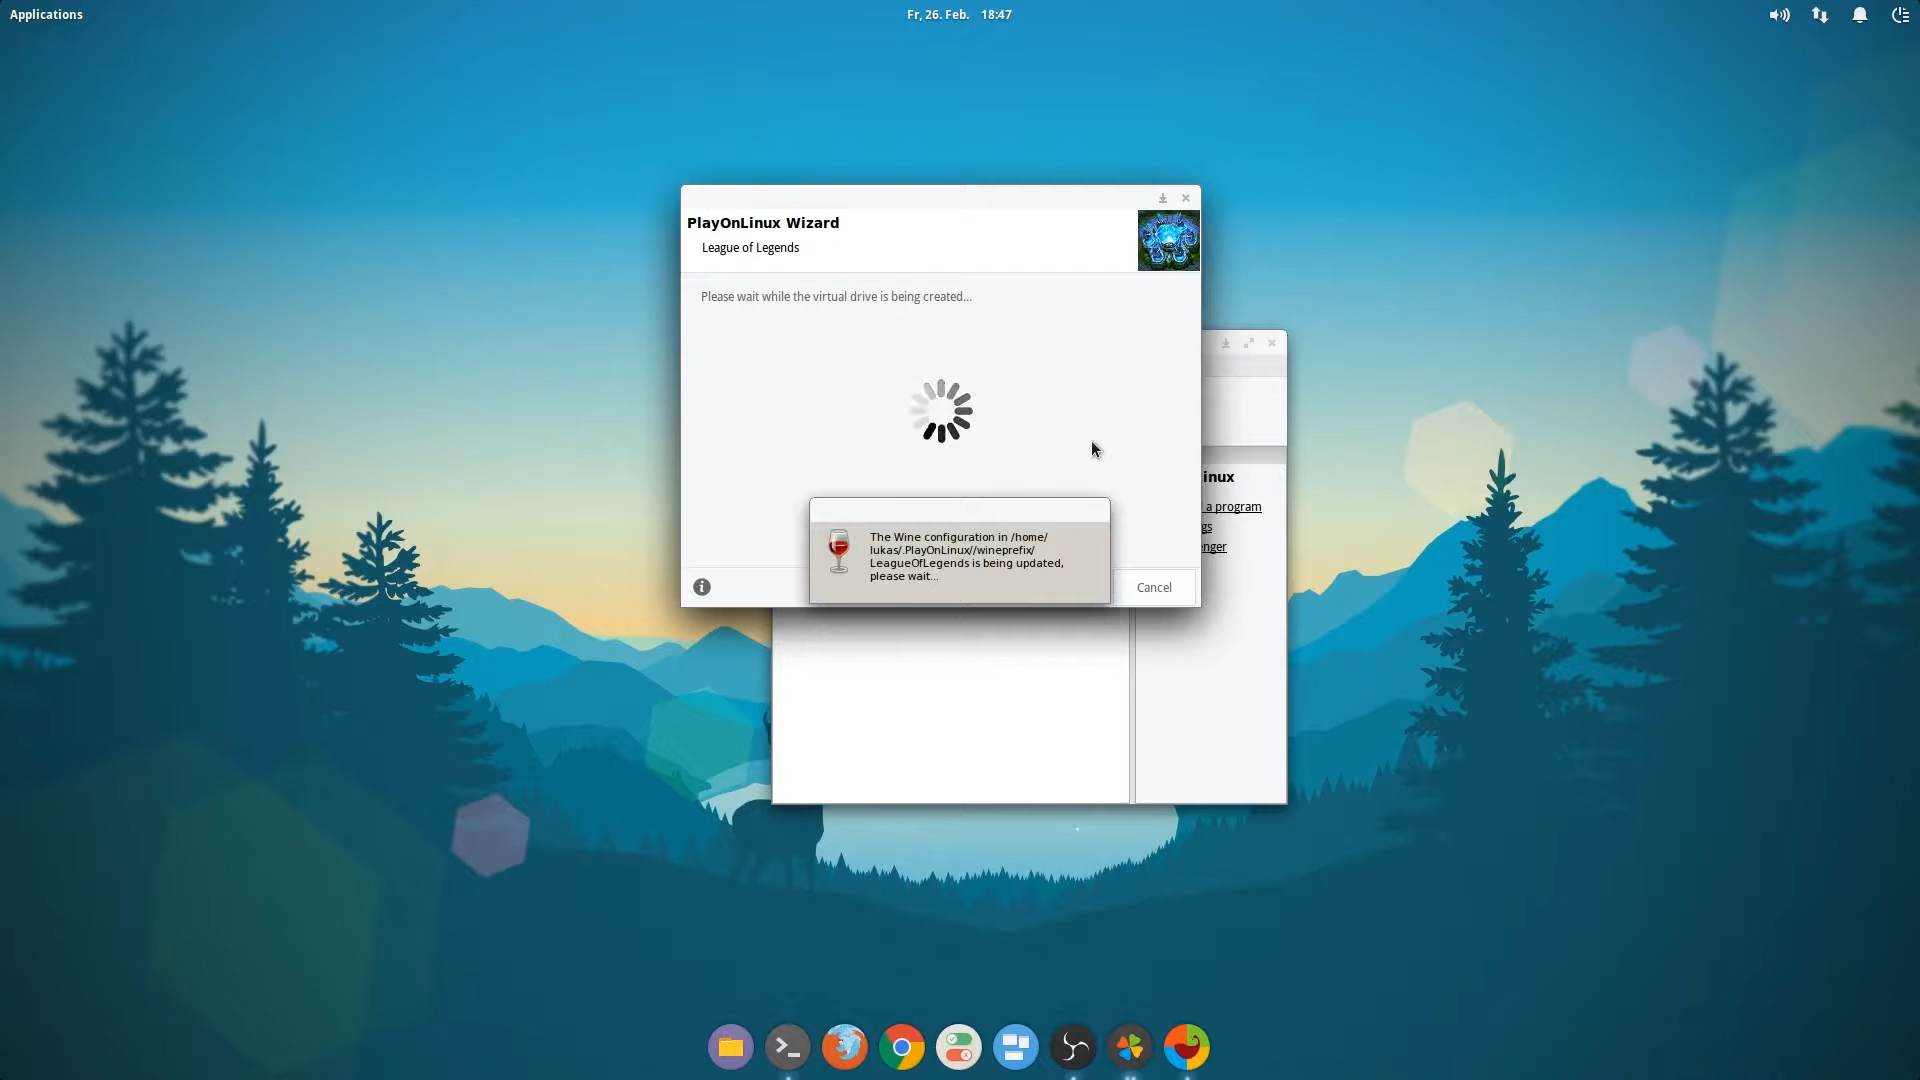 Applications
Fr, 26. Feb. 18:47
PlayOnLinux Wizard
League of Legends
Please wait while the virtual drive is being created...
inux
a program
gs
enger
The Wine configuration in /home/
lukas/.PlayOnLinux//wineprefix/
LeagueOfLegends is being updated,
please wait...
Cancel